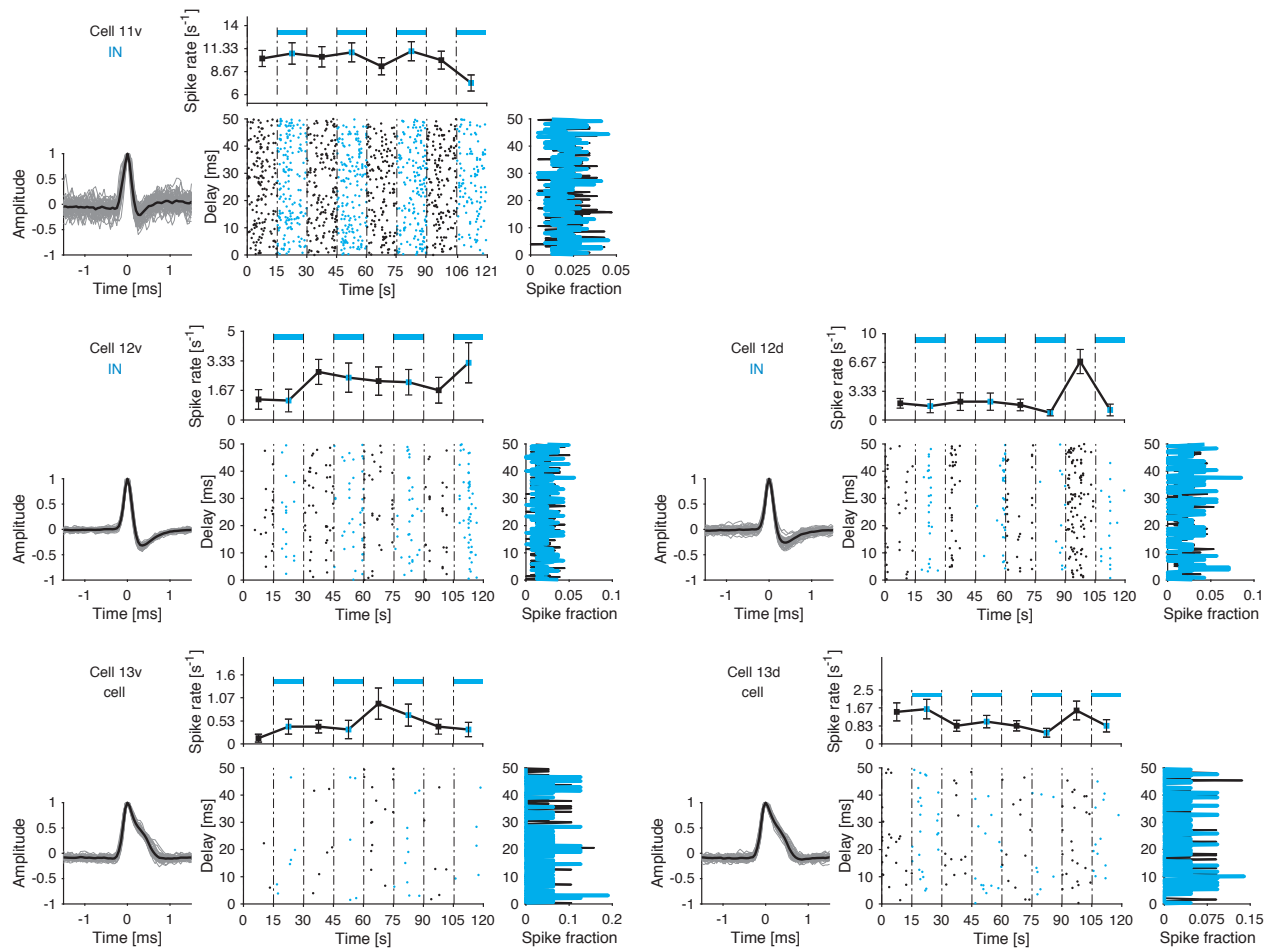 Cell 11v
IN
Spike rate [s⁻¹]
14
11.33
8.67
6
Amplitude
1
0.5
0
-0.5
-1
-1 0 1
Time [ms]
Delay [ms]
50
40
30
20
10
0
0 15 30 45 60 75 90 106 121
Time [s]
50
40
30
20
10
0
0 0.025 0.05
Spike fraction
Cell 12v
IN
Spike rate [s⁻¹]
5
3.33
1.67
0
Amplitude
1
0.5
0
-0.5
-1
-1 0 1
Time [ms]
Delay [ms]
50
40
30
20
10
0
0 15 30 45 60 75 90 105 120
Time [s]
50
40
30
20
10
0
0 0.05 0.1
Spike fraction
Cell 12d
IN
Spike rate [s⁻¹]
10
6.67
3.33
0
Amplitude
1
0.5
0
-0.5
-1
-1 0 1
Time [ms]
Delay [ms]
50
40
30
20
10
0
0 15 30 45 60 75 90 105 120
Time [s]
50
40
30
20
10
0
0 0.05 0.1
Spike fraction
Cell 13v
cell
Spike rate [s⁻¹]
1.6
1.07
0.53
0
Amplitude
1
0.5
0
-0.5
-1
-1 0 1
Time [ms]
Delay [ms]
50
40
30
20
10
0
0 15 30 45 60 75 90 105 120
Time [s]
50
40
30
20
10
0
0 0.1 0.2
Spike fraction
Cell 13d
cell
Spike rate [s⁻¹]
2.5
1.67
0.83
0
Amplitude
1
0.5
0
-0.5
-1
-1 0 1
Time [ms]
Delay [ms]
50
40
30
20
10
0
0 15 30 45 60 75 90 105 120
Time [s]
50
40
30
20
10
0
0 0.075 0.15
Spike fraction